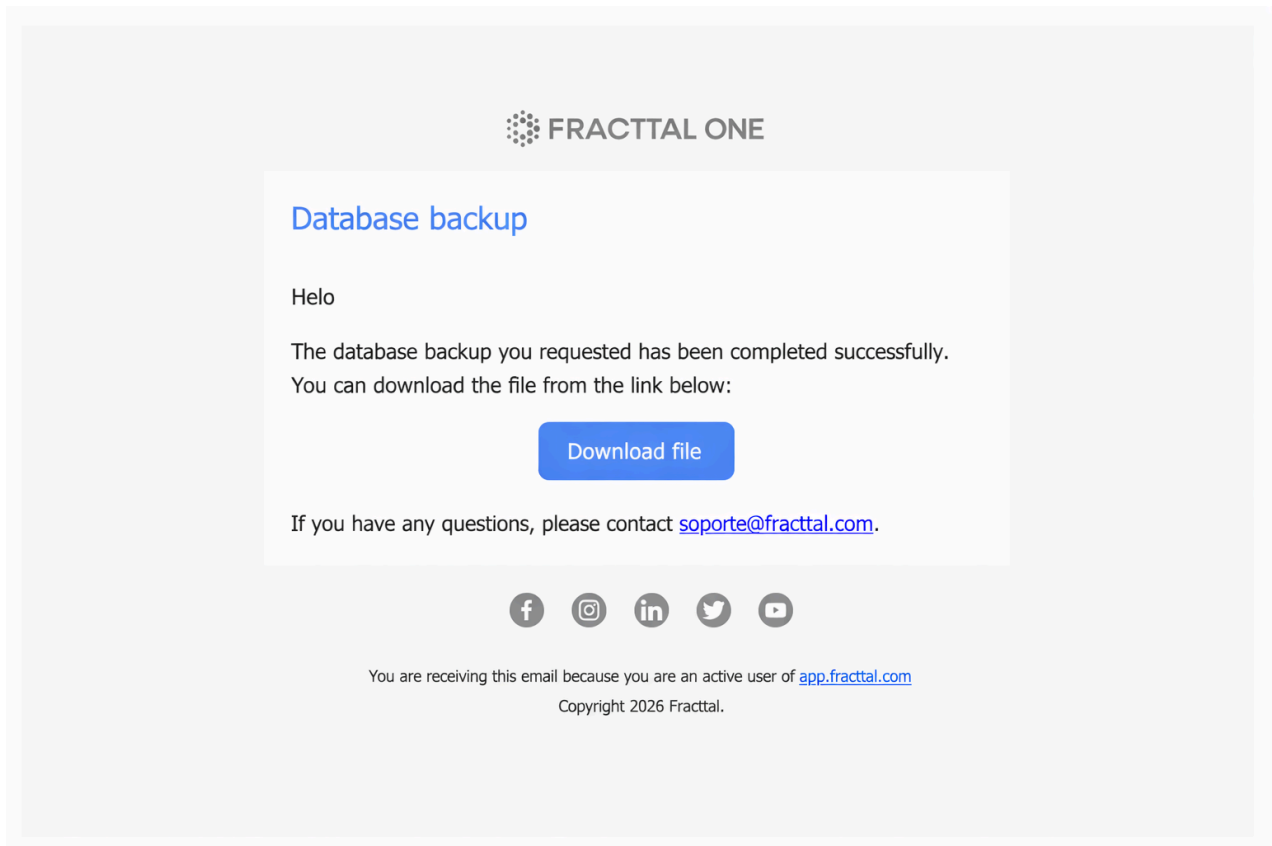 FRACTTAL ONE
Database backup
Helo
The database backup you requested has been completed successfully.
You can download the file from the link below:
Download file
If you have any questions, please contact soporte@fracttal.com.
You are receiving this email because you are an active user of app.fracttal.com
Copyright 2026 Fracttal.